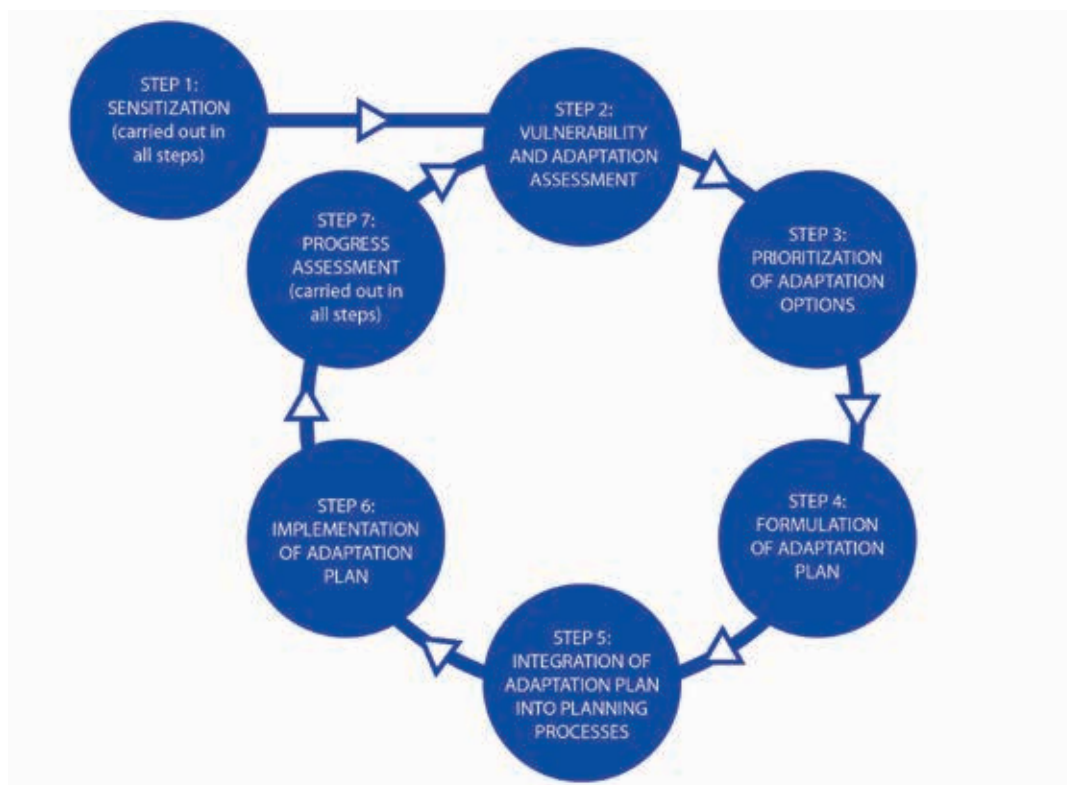 STEP 1:
SENSITIZATION
(carried out in
all steps)
STEP 2:
VULNERABILITY
AND ADAPTATION
ASSESSMENT
STEP 3:
PRIORITIZATION
OF ADAPTATION
OPTIONS
STEP 4:
FORMULATION
OF ADAPTATION
PLAN
STEP 5:
INTEGRATION OF
ADAPTATION PLAN
INTO PLANNING
PROCESSES
STEP 6:
IMPLEMENTATION
OF ADAPTATION
PLAN
STEP 7:
PROGRESS
ASSESSMENT
(carried out in
all steps)